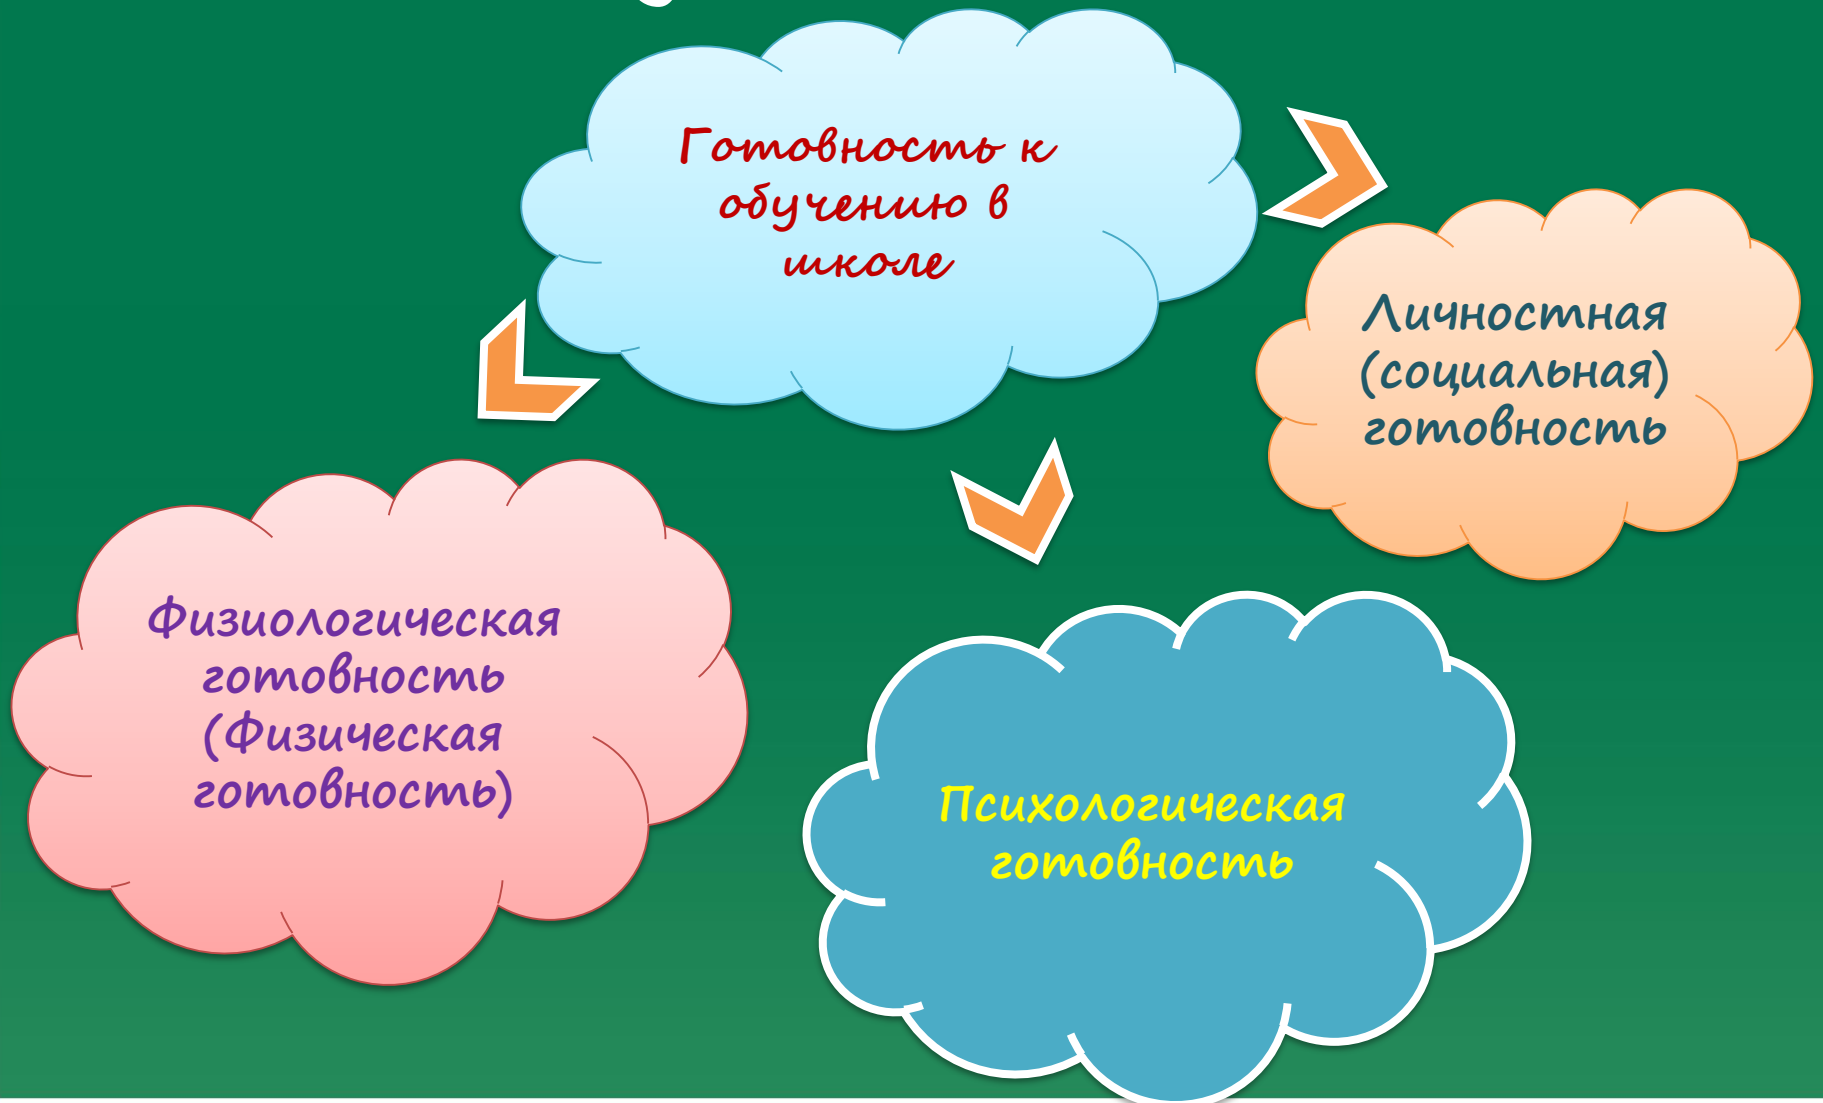 Готовность к
обучению в
школе
Личностная
(социальная)
готовность
Физиологическая
готовность
(Физическая
готовность)
Психологическая
готовность